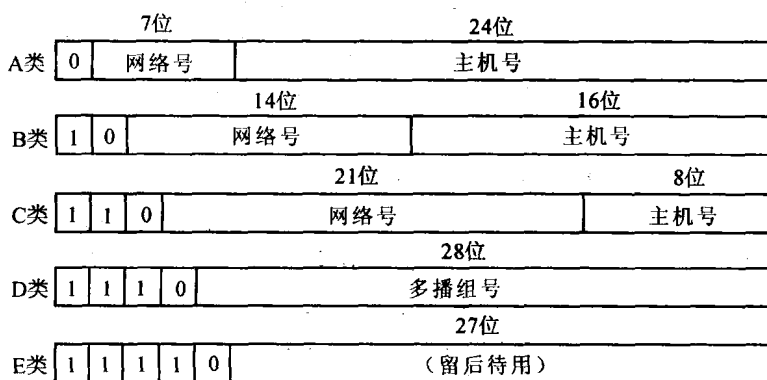 7位 24位
A类 0 网络号 主机号
14位 16位
B类 1 0 网络号 主机号
21位 8位
C类 1 1 0 网络号 主机号
28位
D类 1 1 1 0 多播组号
27位
E类 1 1 1 1 0 (留后待用)